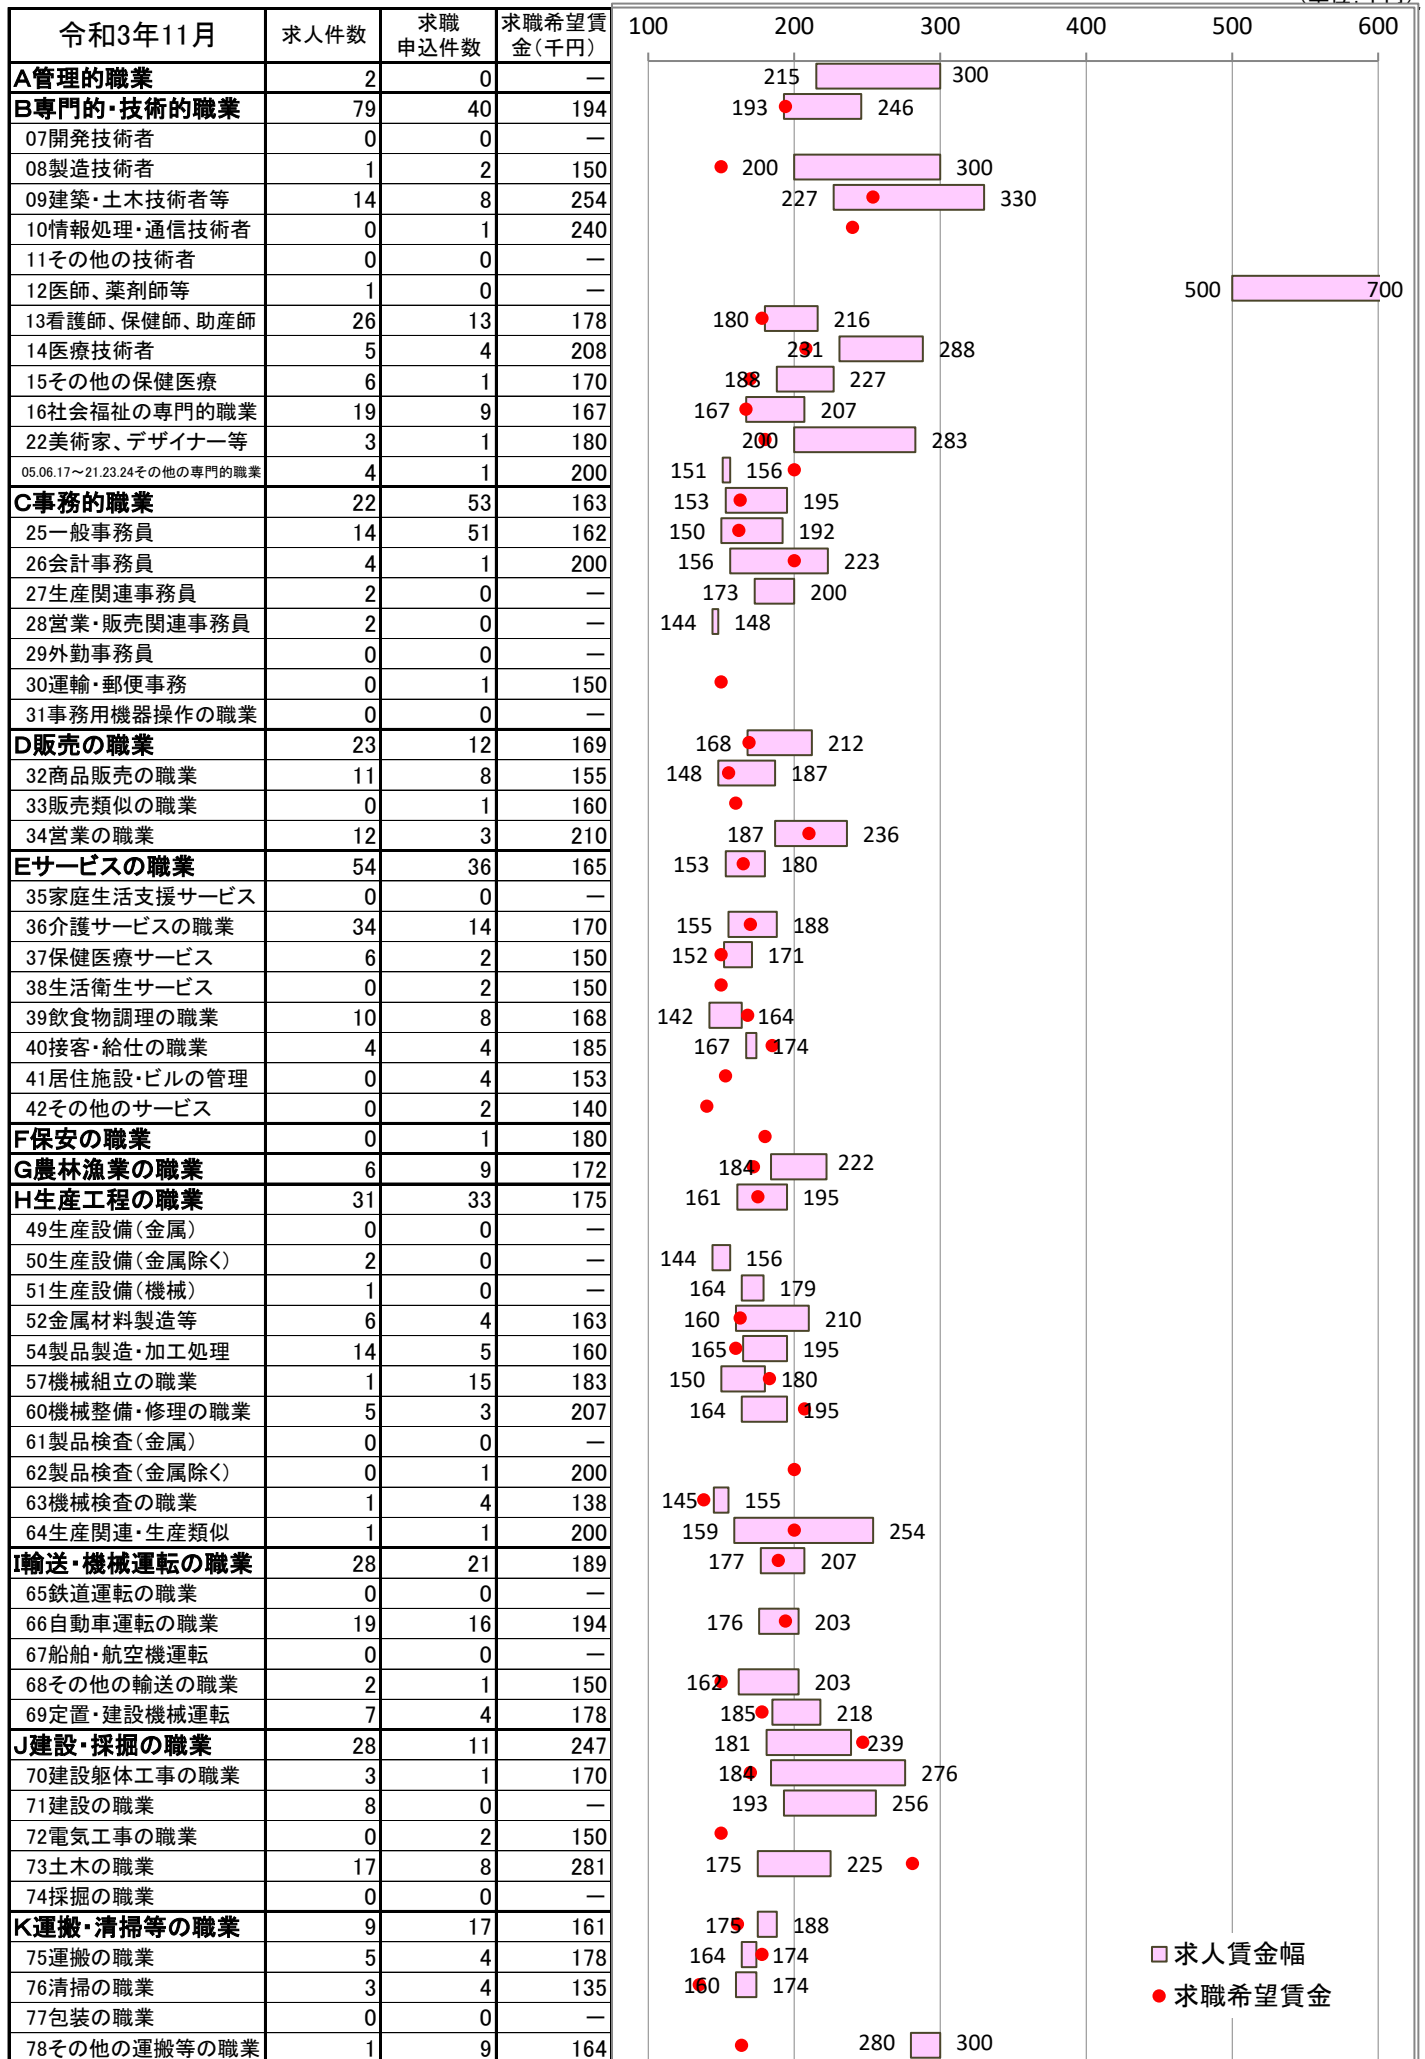 (単位:千円)
令和3年11月 求人件数 求職申込件数 求職希望賃金(千円) 100 200 300 400 500 600
A管理的職業 2 0 ― 215 300
B専門的・技術的職業 79 40 194 193 246
07開発技術者 0 0 ―
08製造技術者 1 2 150 200 300
09建築・土木技術者等 14 8 254 227 330
10情報処理・通信技術者 0 1 240
11その他の技術者 0 0 ―
12医師、薬剤師等 1 0 ― 500 700
13看護師、保健師、助産師 26 13 178 180 216
14医療技術者 5 4 208 231 288
15その他の保健医療 6 1 170 188 227
16社会福祉の専門的職業 19 9 167 167 207
22美術家、デザイナー等 3 1 180 200 283
05.06.17~21.23.24その他の専門的職業 4 1 200 151 156
C事務的職業 22 53 163 153 195
25一般事務員 14 51 162 150 192
26会計事務員 4 1 200 156 223
27生産関連事務員 2 0 ― 173 200
28営業・販売関連事務員 2 0 ― 144 148
29外勤事務員 0 0 ―
30運輸・郵便事務 0 1 150
31事務用機器操作の職業 0 0 ―
D販売の職業 23 12 169 168 212
32商品販売の職業 11 8 155 148 187
33販売類似の職業 0 1 160
34営業の職業 12 3 210 187 236
Eサービスの職業 54 36 165 153 180
35家庭生活支援サービス 0 0 ―
36介護サービスの職業 34 14 170 155 188
37保健医療サービス 6 2 150 152 171
38生活衛生サービス 0 2 150
39飲食物調理の職業 10 8 168 142 164
40接客・給仕の職業 4 4 185 167 174
41居住施設・ビルの管理 0 4 153
42その他のサービス 0 2 140
F保安の職業 0 1 180
G農林漁業の職業 6 9 172 184 222
H生産工程の職業 31 33 175 161 195
49生産設備(金属) 0 0 ―
50生産設備(金属除く) 2 0 ― 144 156
51生産設備(機械) 1 0 ― 164 179
52金属材料製造等 6 4 163 160 210
54製品製造・加工処理 14 5 160 165 195
57機械組立の職業 1 15 183 150 180
60機械整備・修理の職業 5 3 207 164 195
61製品検査(金属) 0 0 ―
62製品検査(金属除く) 0 1 200
63機械検査の職業 1 4 138 145 155
64生産関連・生産類似 1 1 200 159 254
I輸送・機械運転の職業 28 21 189 177 207
65鉄道運転の職業 0 0 ―
66自動車運転の職業 19 16 194 176 203
67船舶・航空機運転 0 0 ―
68その他の輸送の職業 2 1 150 162 203
69定置・建設機械運転 7 4 178 185 218
J建設・採掘の職業 28 11 247 181 239
70建設躯体工事の職業 3 1 170 184 276
71建設の職業 8 0 ― 193 256
72電気工事の職業 0 2 150
73土木の職業 17 8 281 175 225
74採掘の職業 0 0 ―
K運搬・清掃等の職業 9 17 161 175 188
75運搬の職業 5 4 178 164 174
76清掃の職業 3 4 135 160 174
77包装の職業 0 0 ―
78その他の運搬等の職業 1 9 164 280 300
求人賃金幅
求職希望賃金